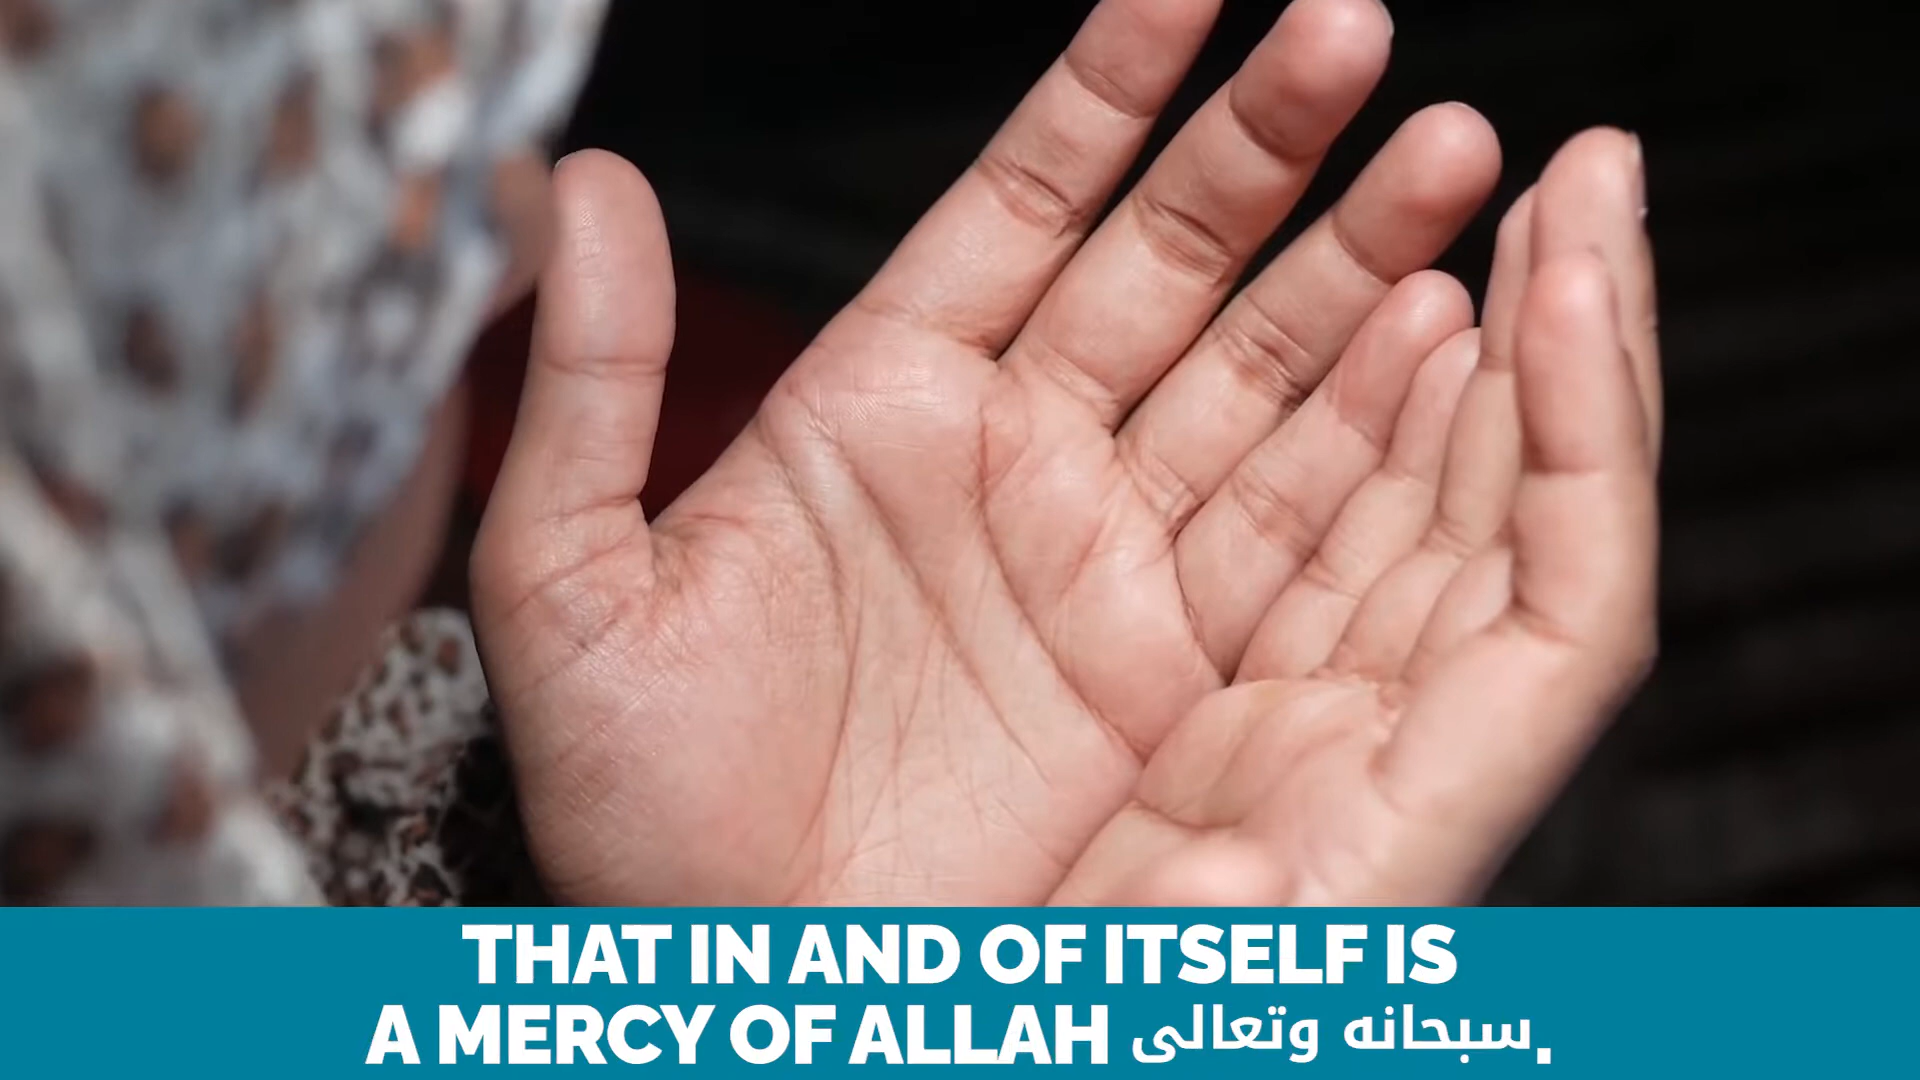 THAT IN AND OF ITSELF IS
A MERCY OF ALLAH سبحانه وتعالى.